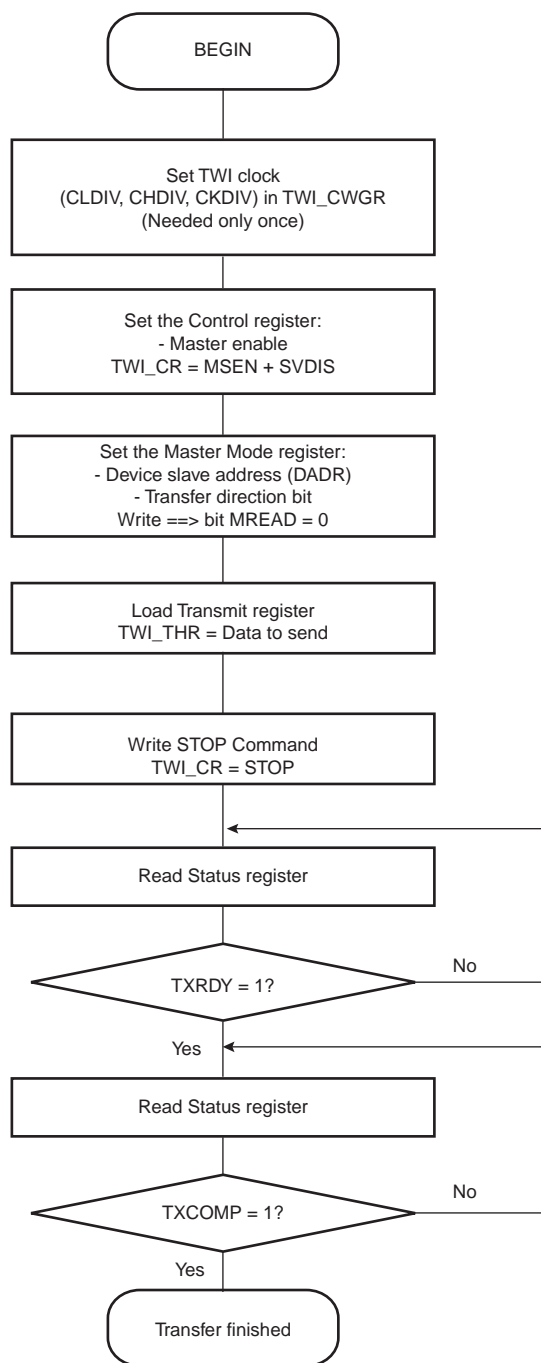 BEGIN
Set TWI clock
(CLDIV, CHDIV, CKDIV) in TWI_CWGR
(Needed only once)
Set the Control register:
- Master enable
TWI_CR = MSEN + SVDIS
Set the Master Mode register:
- Device slave address (DADR)
- Transfer direction bit
Write ==> bit MREAD = 0
Load Transmit register
TWI_THR = Data to send
Write STOP Command
TWI_CR = STOP
Read Status register
No
TXRDY = 1?
Yes
Read Status register
No
TXCOMP = 1?
Yes
Transfer finished